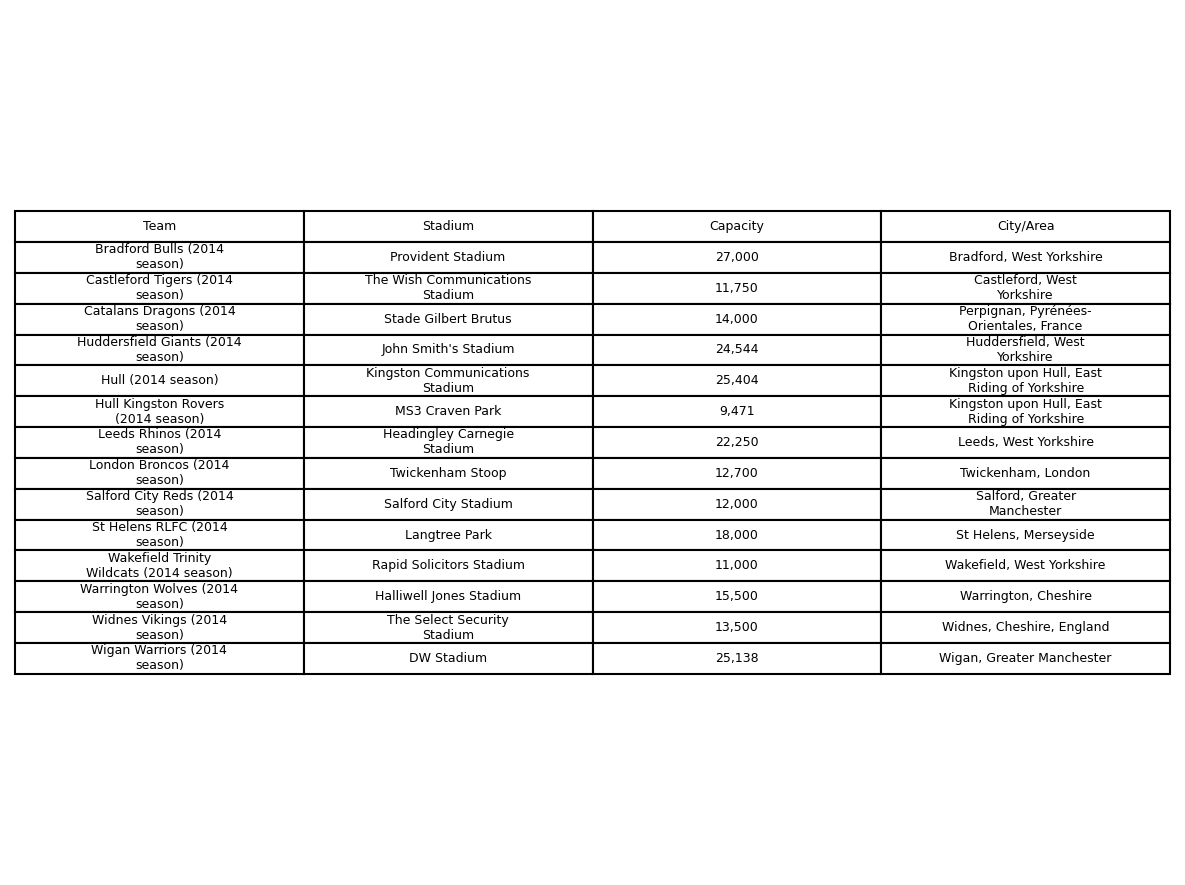 Team Stadium Capacity City/Area
Bradford Bulls (2014
season) Provident Stadium 27,000 Bradford, West Yorkshire
Castleford Tigers (2014
season) The Wish Communications
Stadium 11,750 Castleford, West
Yorkshire
Catalans Dragons (2014
season) Stade Gilbert Brutus 14,000 Perpignan, Pyrénées-
Orientales, France
Huddersfield Giants (2014
season) John Smith's Stadium 24,544 Huddersfield, West
Yorkshire
Hull (2014 season) Kingston Communications
Stadium 25,404 Kingston upon Hull, East
Riding of Yorkshire
Hull Kingston Rovers
(2014 season) MS3 Craven Park 9,471 Kingston upon Hull, East
Riding of Yorkshire
Leeds Rhinos (2014
season) Headingley Carnegie
Stadium 22,250 Leeds, West Yorkshire
London Broncos (2014
season) Twickenham Stoop 12,700 Twickenham, London
Salford City Reds (2014
season) Salford City Stadium 12,000 Salford, Greater
Manchester
St Helens RLFC (2014
season) Langtree Park 18,000 St Helens, Merseyside
Wakefield Trinity
Wildcats (2014 season) Rapid Solicitors Stadium 11,000 Wakefield, West Yorkshire
Warrington Wolves (2014
season) Halliwell Jones Stadium 15,500 Warrington, Cheshire
Widnes Vikings (2014
season) The Select Security
Stadium 13,500 Widnes, Cheshire, England
Wigan Warriors (2014
season) DW Stadium 25,138 Wigan, Greater Manchester